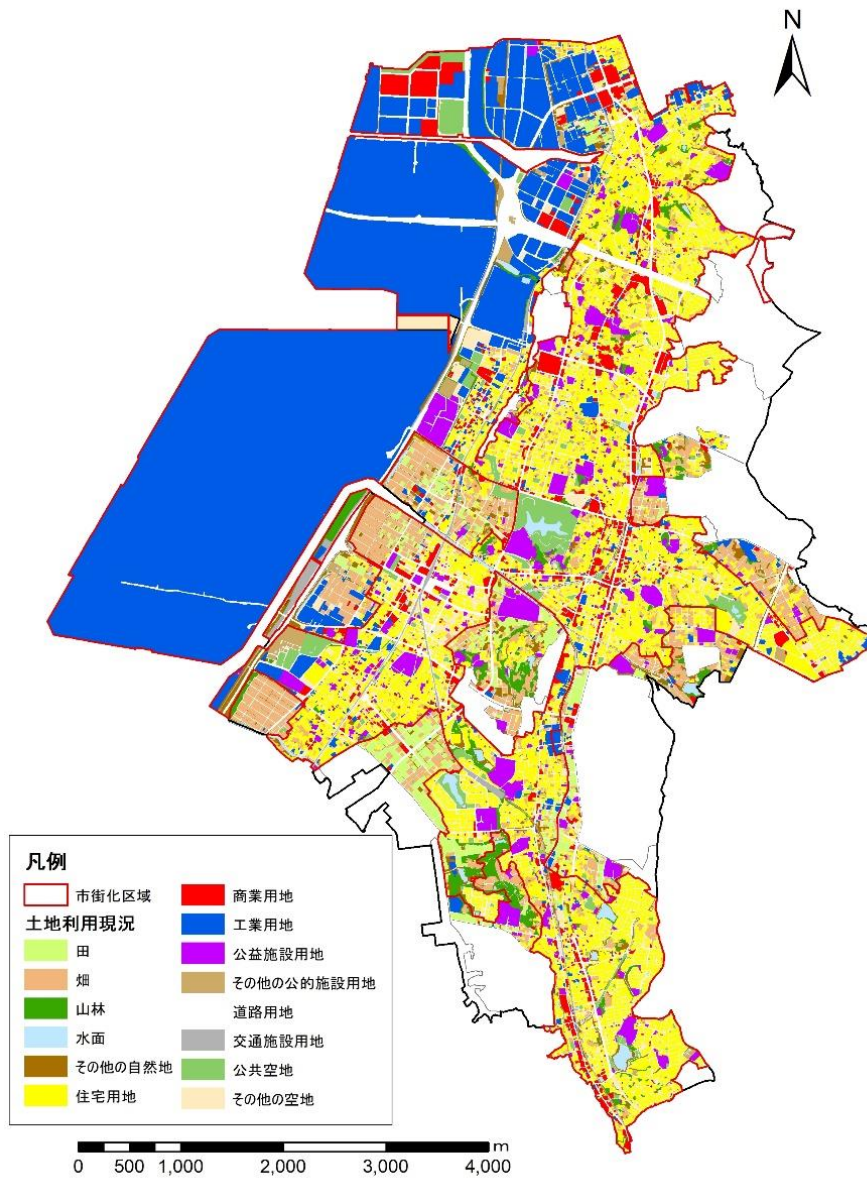 N
凡例
市街化区域
土地利用現況
田
畑
山林
水面
その他の自然地
住宅用地
商業用地
工業用地
公益施設用地
その他の公的施設用地
道路用地
交通施設用地
公共空地
その他の空地
m
0 500 1,000 2,000 3,000 4,000